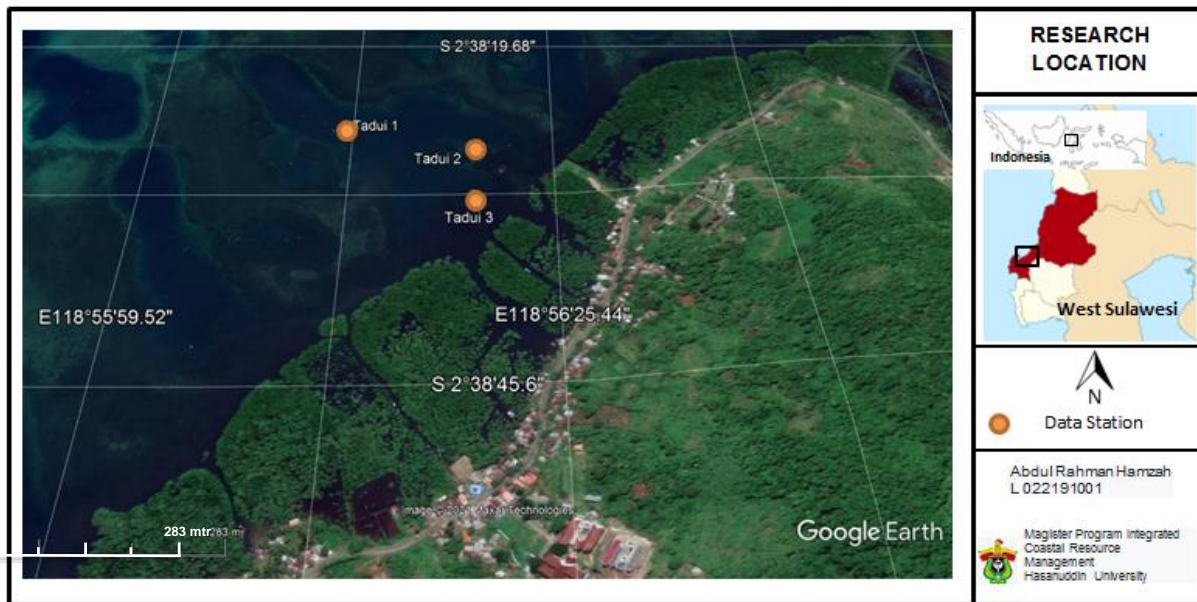 S 2°38'19.68"
Tadui 1
Tadui 2
Tadui 3
E118°55'59.52"
E118°56'25.44"
S 2°38'45.6"
Technologies
283 mtr
283 m
Google Earth
RESEARCH
LOCATION
Indonesia
West Sulawesi
N
Data Station
Abdul Rahman Hamzah
L 022191001
Magister Program Integrated
Coastal Resource
Management
Hasanuddin University